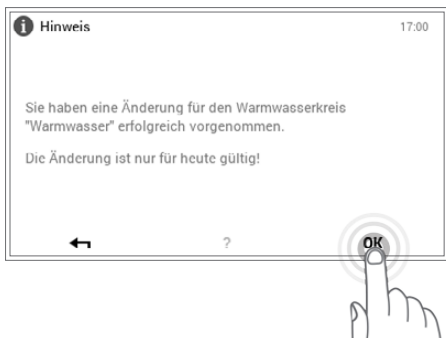 i Hinweis 17:00
Sie haben eine Änderung für den Warmwasserkreis
"Warmwasser" erfolgreich vorgenommen.
Die Änderung ist nur für heute gültig!
? OK